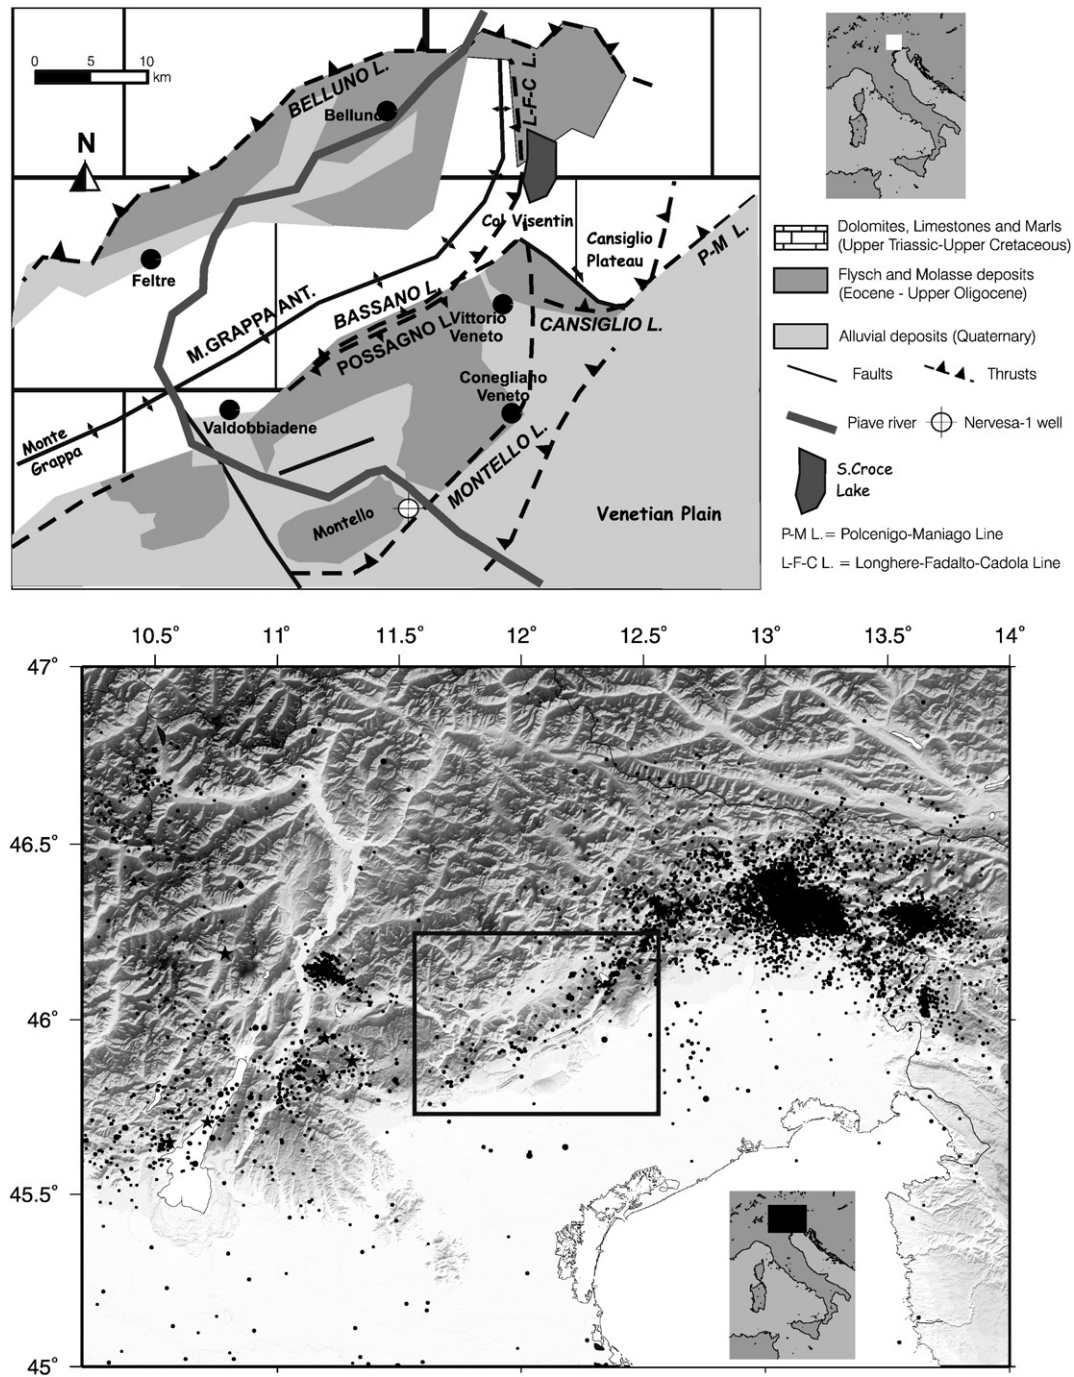 0 5 10
km
N
BELLUNO L.
Belluno
L-F-C L.
Feltre
Col Visentin
Cansiglio
Plateau
P-M L.
M.GRAPPA ANT.
BASSANO L.
POSSAGNO L.
Vittorio
Veneto
CANSIGLIO L.
Conegliano
Veneto
Valdobbiadene
Monte
Grappa
MONTELLO L.
Montello
Venetian Plain
Dolomites, Limestones and Marls
(Upper Triassic-Upper Cretaceous)
Flysch and Molasse deposits
(Eocene - Upper Oligocene)
Alluvial deposits (Quaternary)
Faults
Thrusts
Piave river
Nervesa-1 well
S.Croce
Lake
P-M L.= Polcenigo-Maniago Line
L-F-C L. = Longhere-Fadalto-Cadola Line
10.5° 11° 11.5° 12° 12.5° 13° 13.5° 14°
47°
46.5°
46°
45.5°
45°